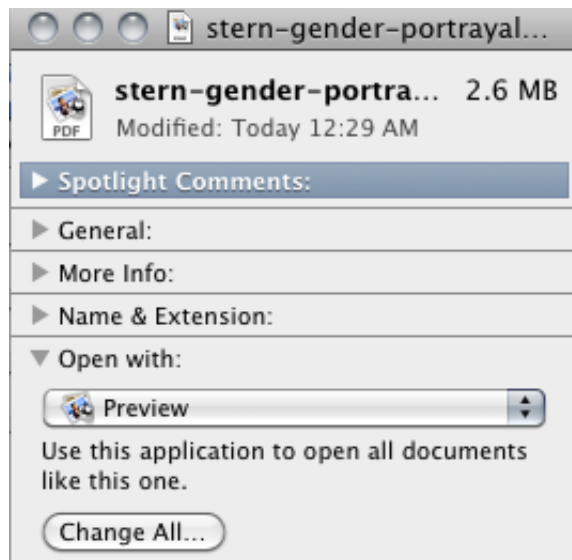 stern-gender-portrayal...
stern-gender-portra... 2.6 MB
Modified: Today 12:29 AM
PDF
Spotlight Comments:
General:
More Info:
Name & Extension:
Open with:
Preview
Use this application to open all documents
like this one.
Change All...